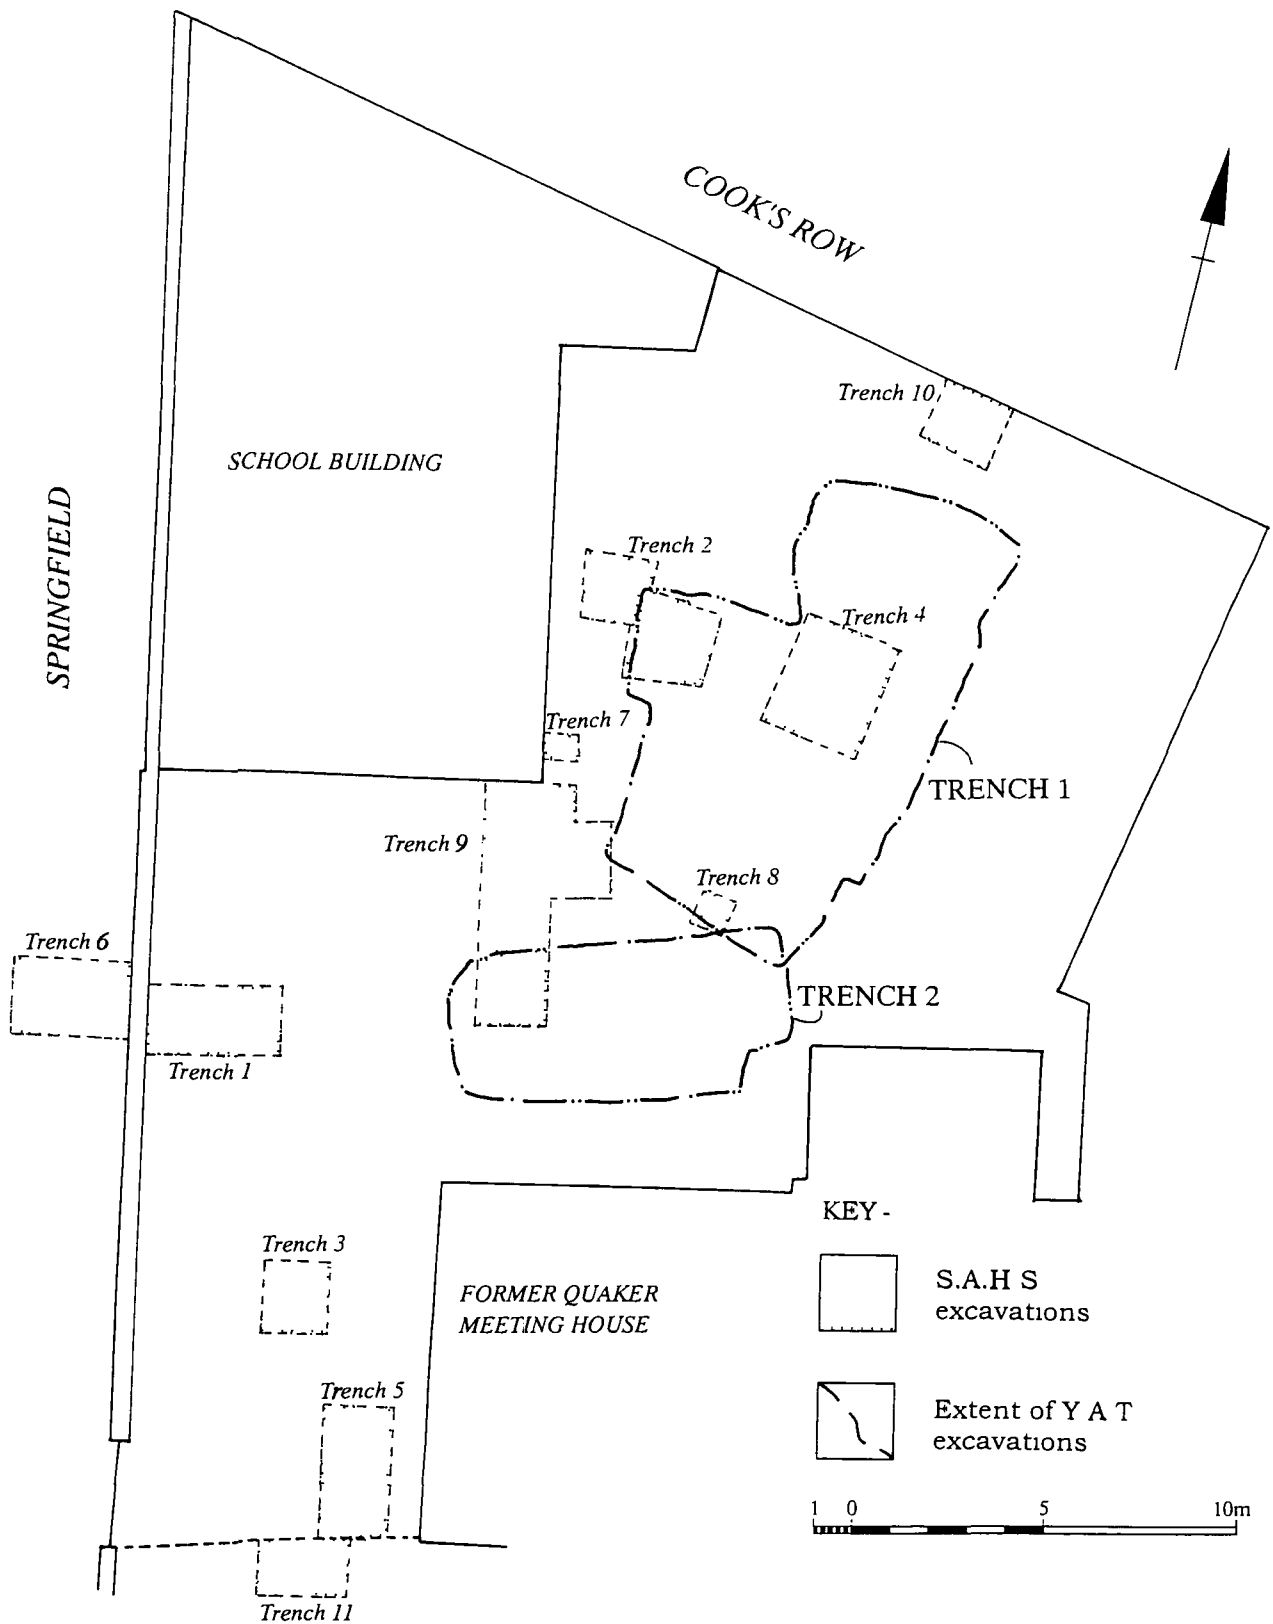 COOK'S ROW
Trench 10
SCHOOL BUILDING
SPRINGFIELD
Trench 2
Trench 4
Trench 7
TRENCH 1
Trench 9
Trench 8
Trench 6
TRENCH 2
Trench 1
KEY -
Trench 3
S.A.H S
excavations
FORMER QUAKER
MEETING HOUSE
Trench 5
Extent of Y A T
excavations
1 0 5 10m
Trench 11